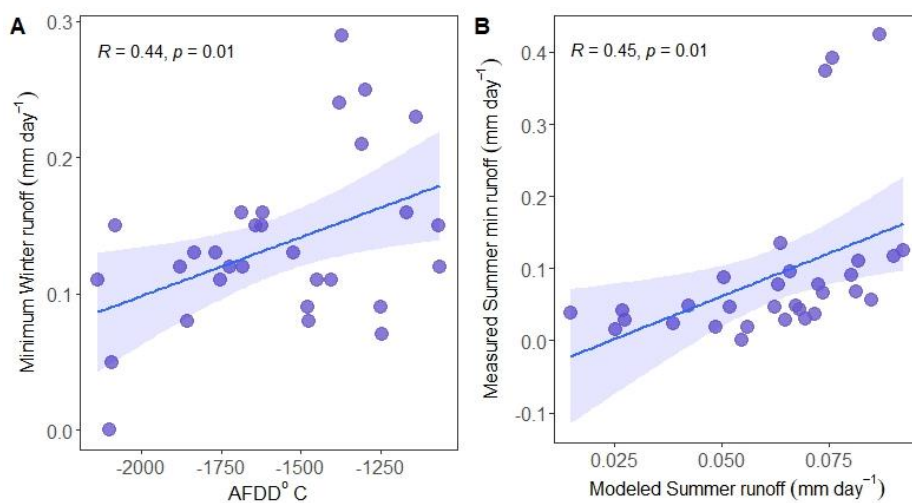 A
R = 0.44, p = 0.01
Minimum Winter runoff (mm day⁻¹)
0.3
0.2
0.1
0.0
-2000
-1750
-1500
-1250
AFDD⁰ C
B
R = 0.45, p = 0.01
Measured Summer min runoff (mm day⁻¹)
0.4
0.3
0.2
0.1
0.0
-0.1
0.025
0.050
0.075
Modeled Summer runoff (mm day⁻¹)